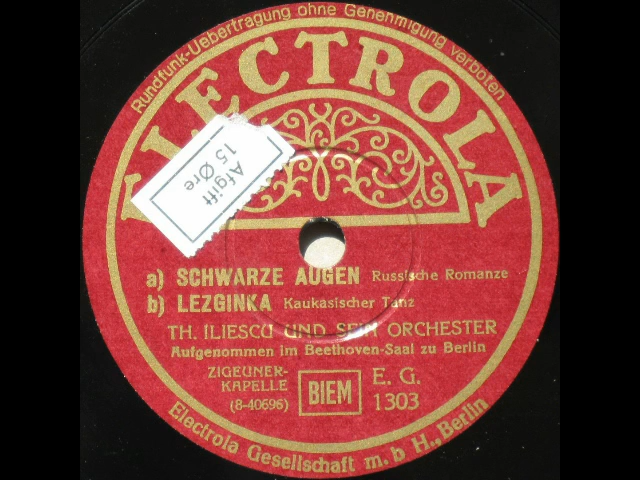 Rundfunk-Uebertragung ohne Genehmigung verboten
ELECTROLA
Afgift
15 Øre
a) SCHWARZE AUGEN Russische Romanze
b) LEZGINKA Kaukasischer Tanz
TH. ILIESCU UND SEIN ORCHESTER
Aufgenommen im Beethoven-Saal zu Berlin
ZIGEUNER-
KAPELLE
(8-40696)
BIEM
E. G.
1303
Electrola Gesellschaft m. b H., Berlin